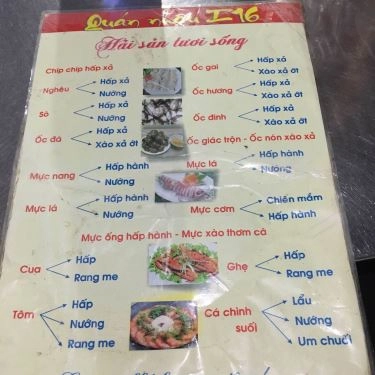 Quán nhậu I-16
Hải sản tươi sống
Chíp chíp hấp xả
Ốc gai
Hấp xả
Xào xả ớt
Nghêu
Hấp xả
Nướng
Ốc hương
Hấp xả
Xào xả ớt
Sò
Hấp xả
Nướng
Ốc đỉnh
Hấp xả
Xào xả ớt
Ốc đá
Hấp xả
Xào xả ớt
Ốc giác trộn - Ốc nón xào xả
Mực nang
Hấp hành
Nướng
Mực lá
Hấp hành
Nướng
Mực lá
Hấp hành
Nướng
Mực cơm
Chiên mắm
Hấp hành
Mực ống hấp hành - Mực xào thơm cà
Cua
Hấp
Rang me
Ghẹ
Hấp
Rang me
Tôm
Hấp
Nướng
Rang me
Cá chình suối
Lẩu
Nướng
Um chuối